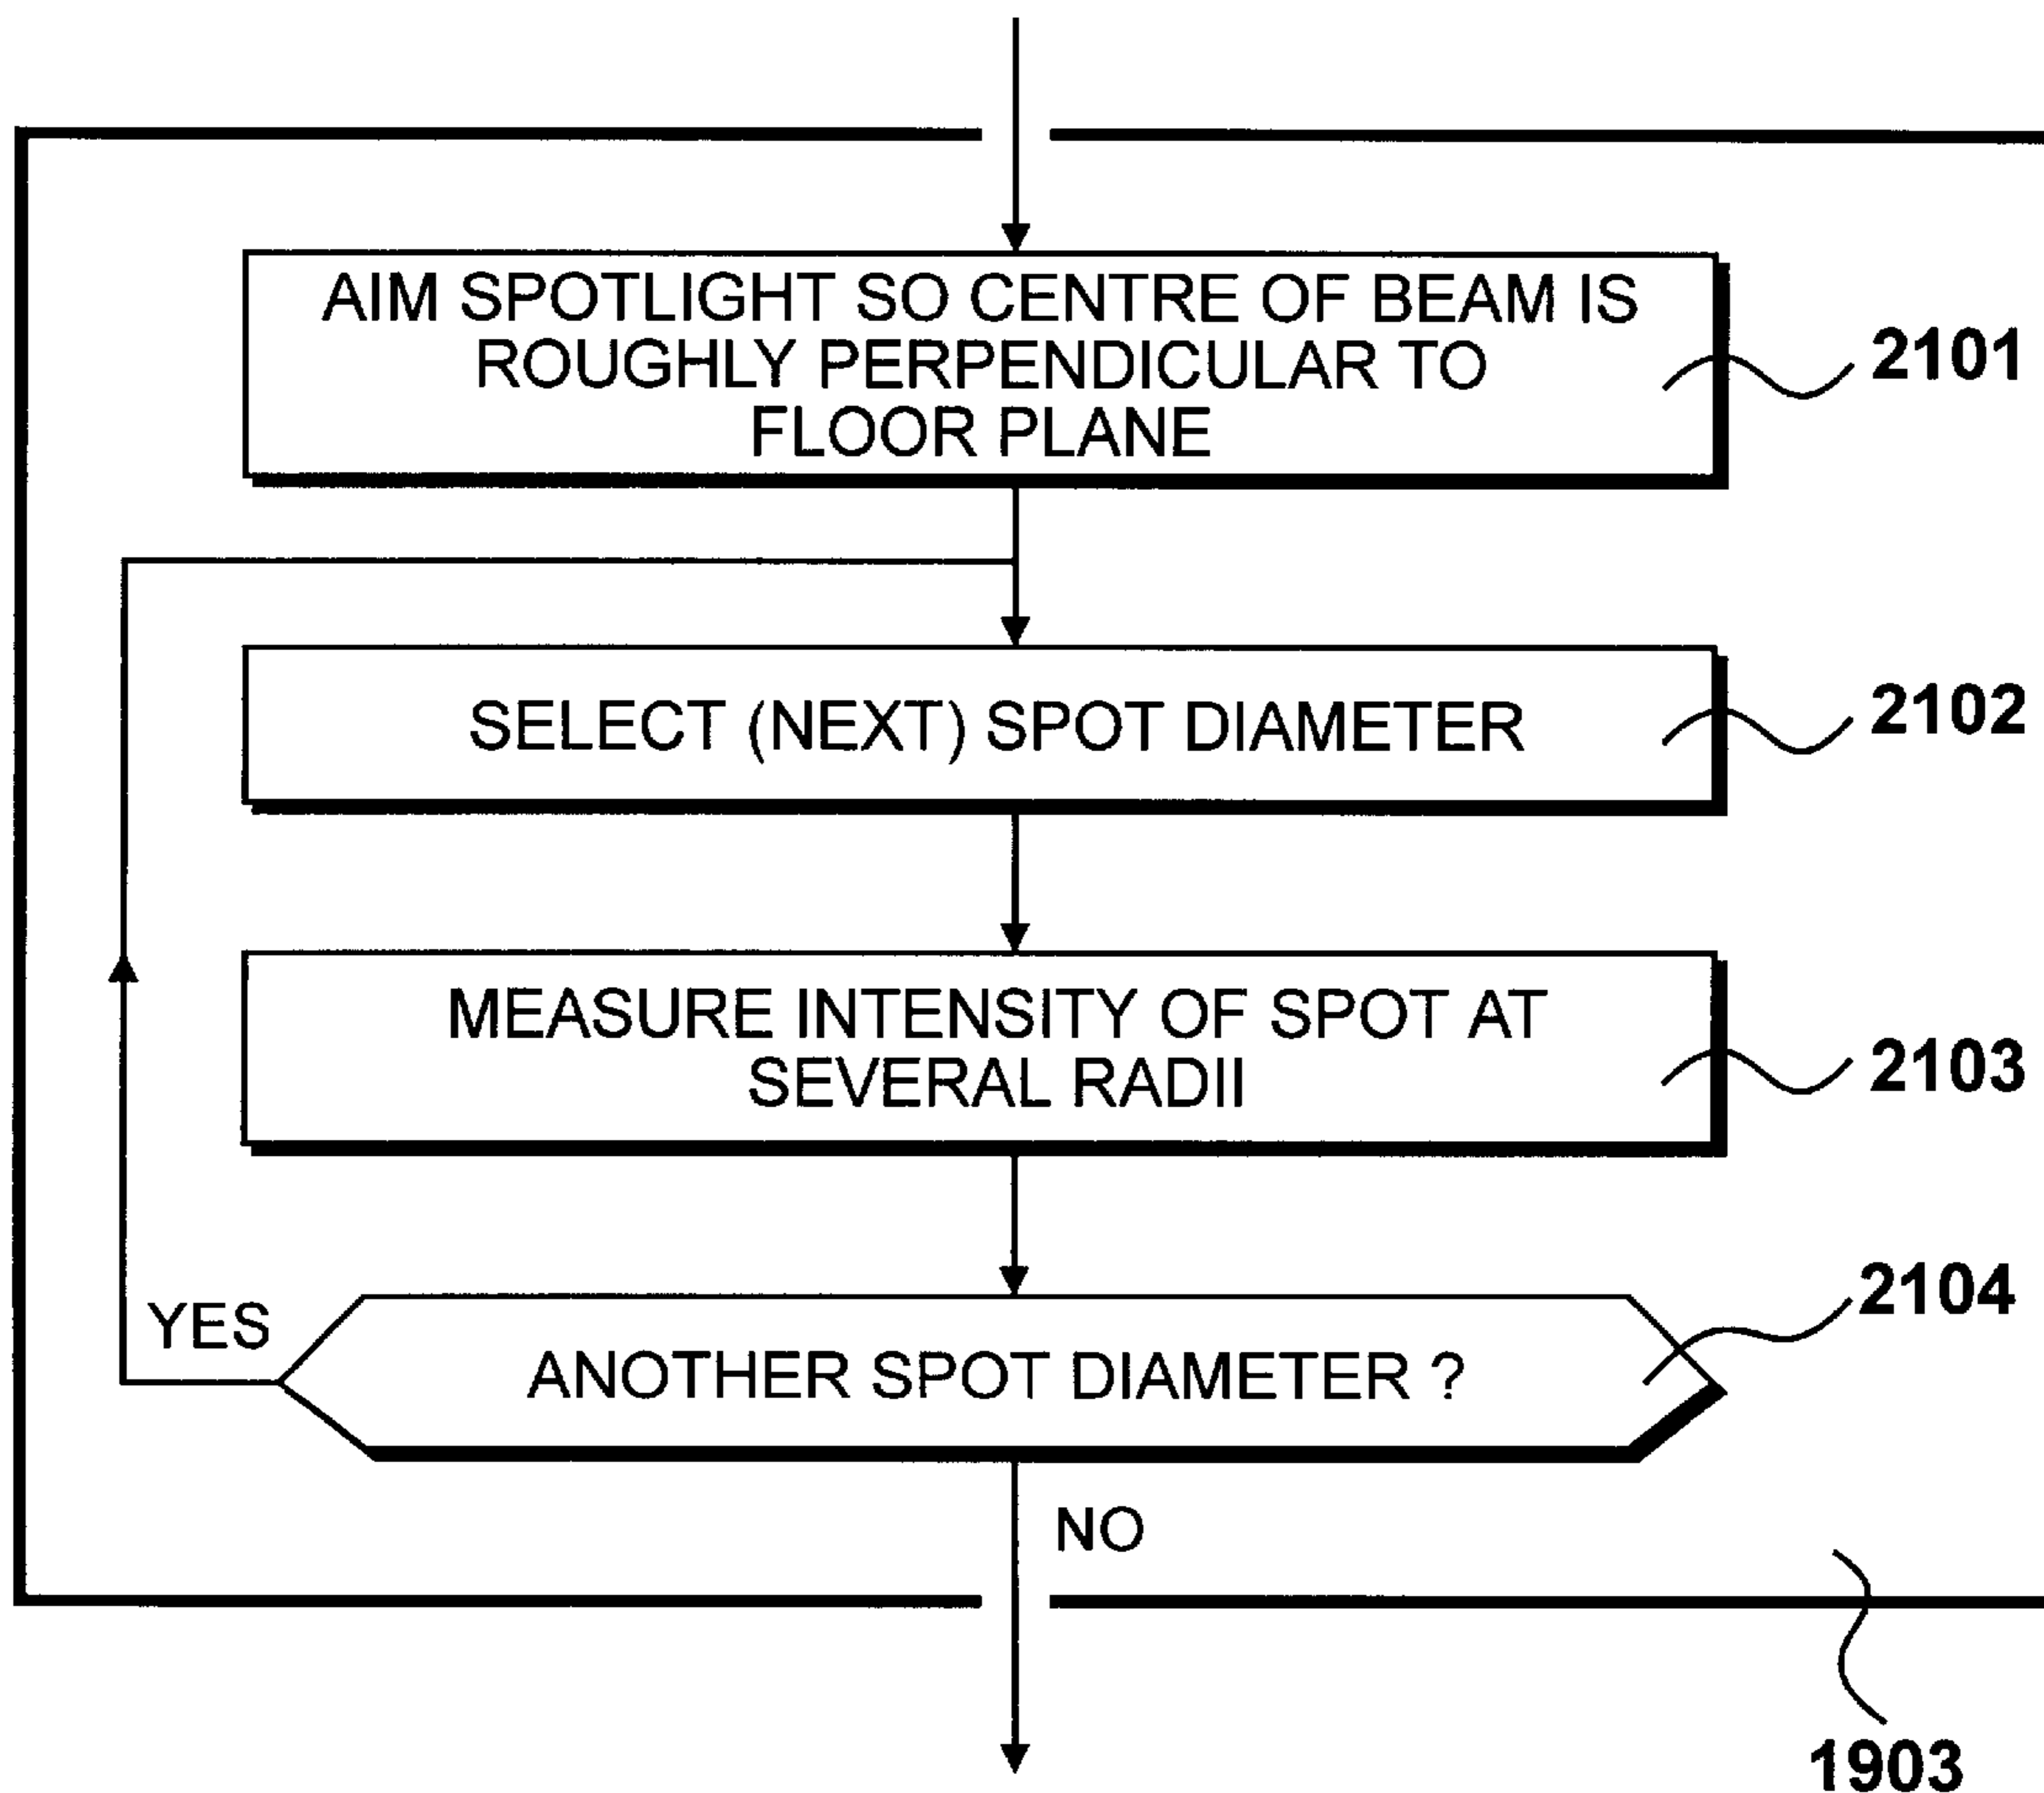 AIM SPOTLIGHT SO CENTRE OF BEAM IS
ROUGHLY PERPENDICULAR TO
FLOOR PLANE
2101
SELECT (NEXT) SPOT DIAMETER
2102
MEASURE INTENSITY OF SPOT AT
SEVERAL RADII
2103
2104
YES
ANOTHER SPOT DIAMETER ?
NO
1903